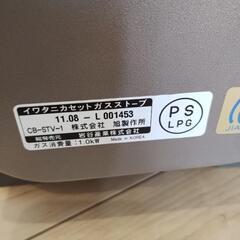 イワタニカセットガスストーブ
11.08 - L 001453
CB-STV-1 株式会社 旭製作所
総発売元 岩谷産業株式会社
ガス消費量：1.0kW Made in KOREA
PS
LPG
JIA